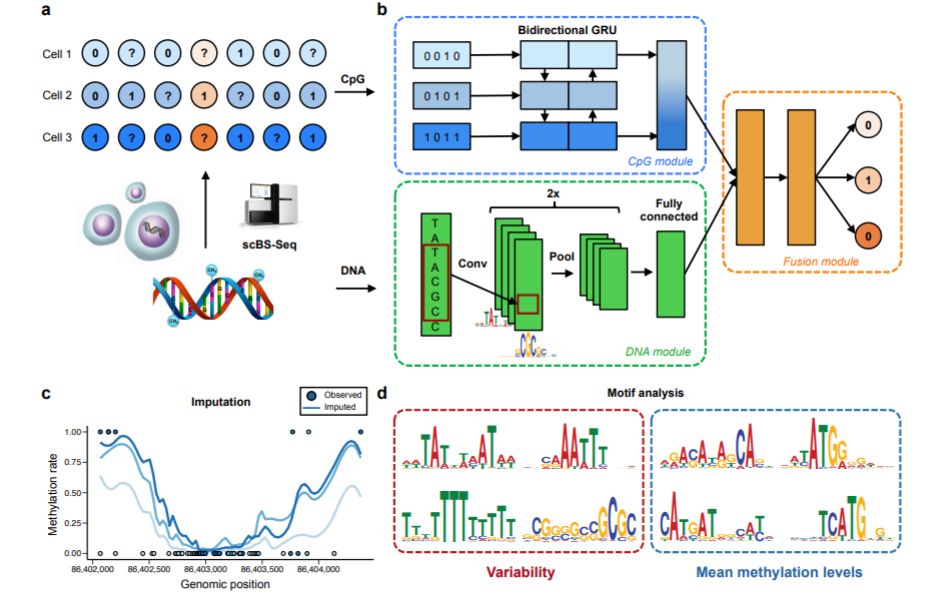 a
Cell 1 0 ? 0 ? 1 0 ?
Cell 2 0 1 ? 1 ? 0 1
Cell 3 1 ? 0 ? 1 ? 1
CpG
scBS-Seq
CH3
CH3
CH3
DNA
b
Bidirectional GRU
0 0 1 0
0 1 0 1
1 0 1 1
CpG module
0
1
0
Fusion module
2x
Fully
connected
T
A
T
A
C
G
C
C
Conv
Pool
DNA module
c
Imputation
Observed
Imputed
Methylation rate
1.00
0.75
0.50
0.25
0.00
86,402,000 86,402,500 86,403,000 86,403,500 86,404,000
Genomic position
d
Motif analysis
Variability
Mean methylation levels